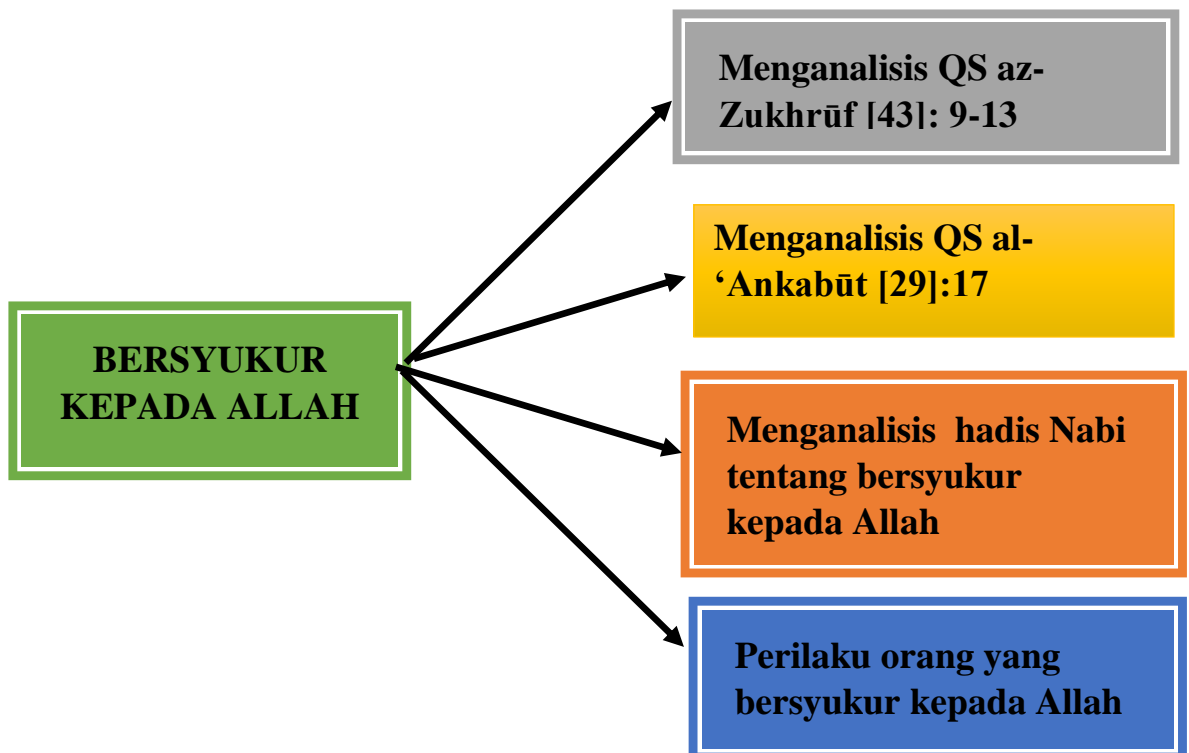 BERSYUKUR
KEPADA ALLAH
Menganalisis QS az-
Zukhrūf [43]: 9-13
Menganalisis QS al-
‘Ankabūt [29]:17
Menganalisis hadis Nabi
tentang bersyukur
kepada Allah
Perilaku orang yang
bersyukur kepada Allah